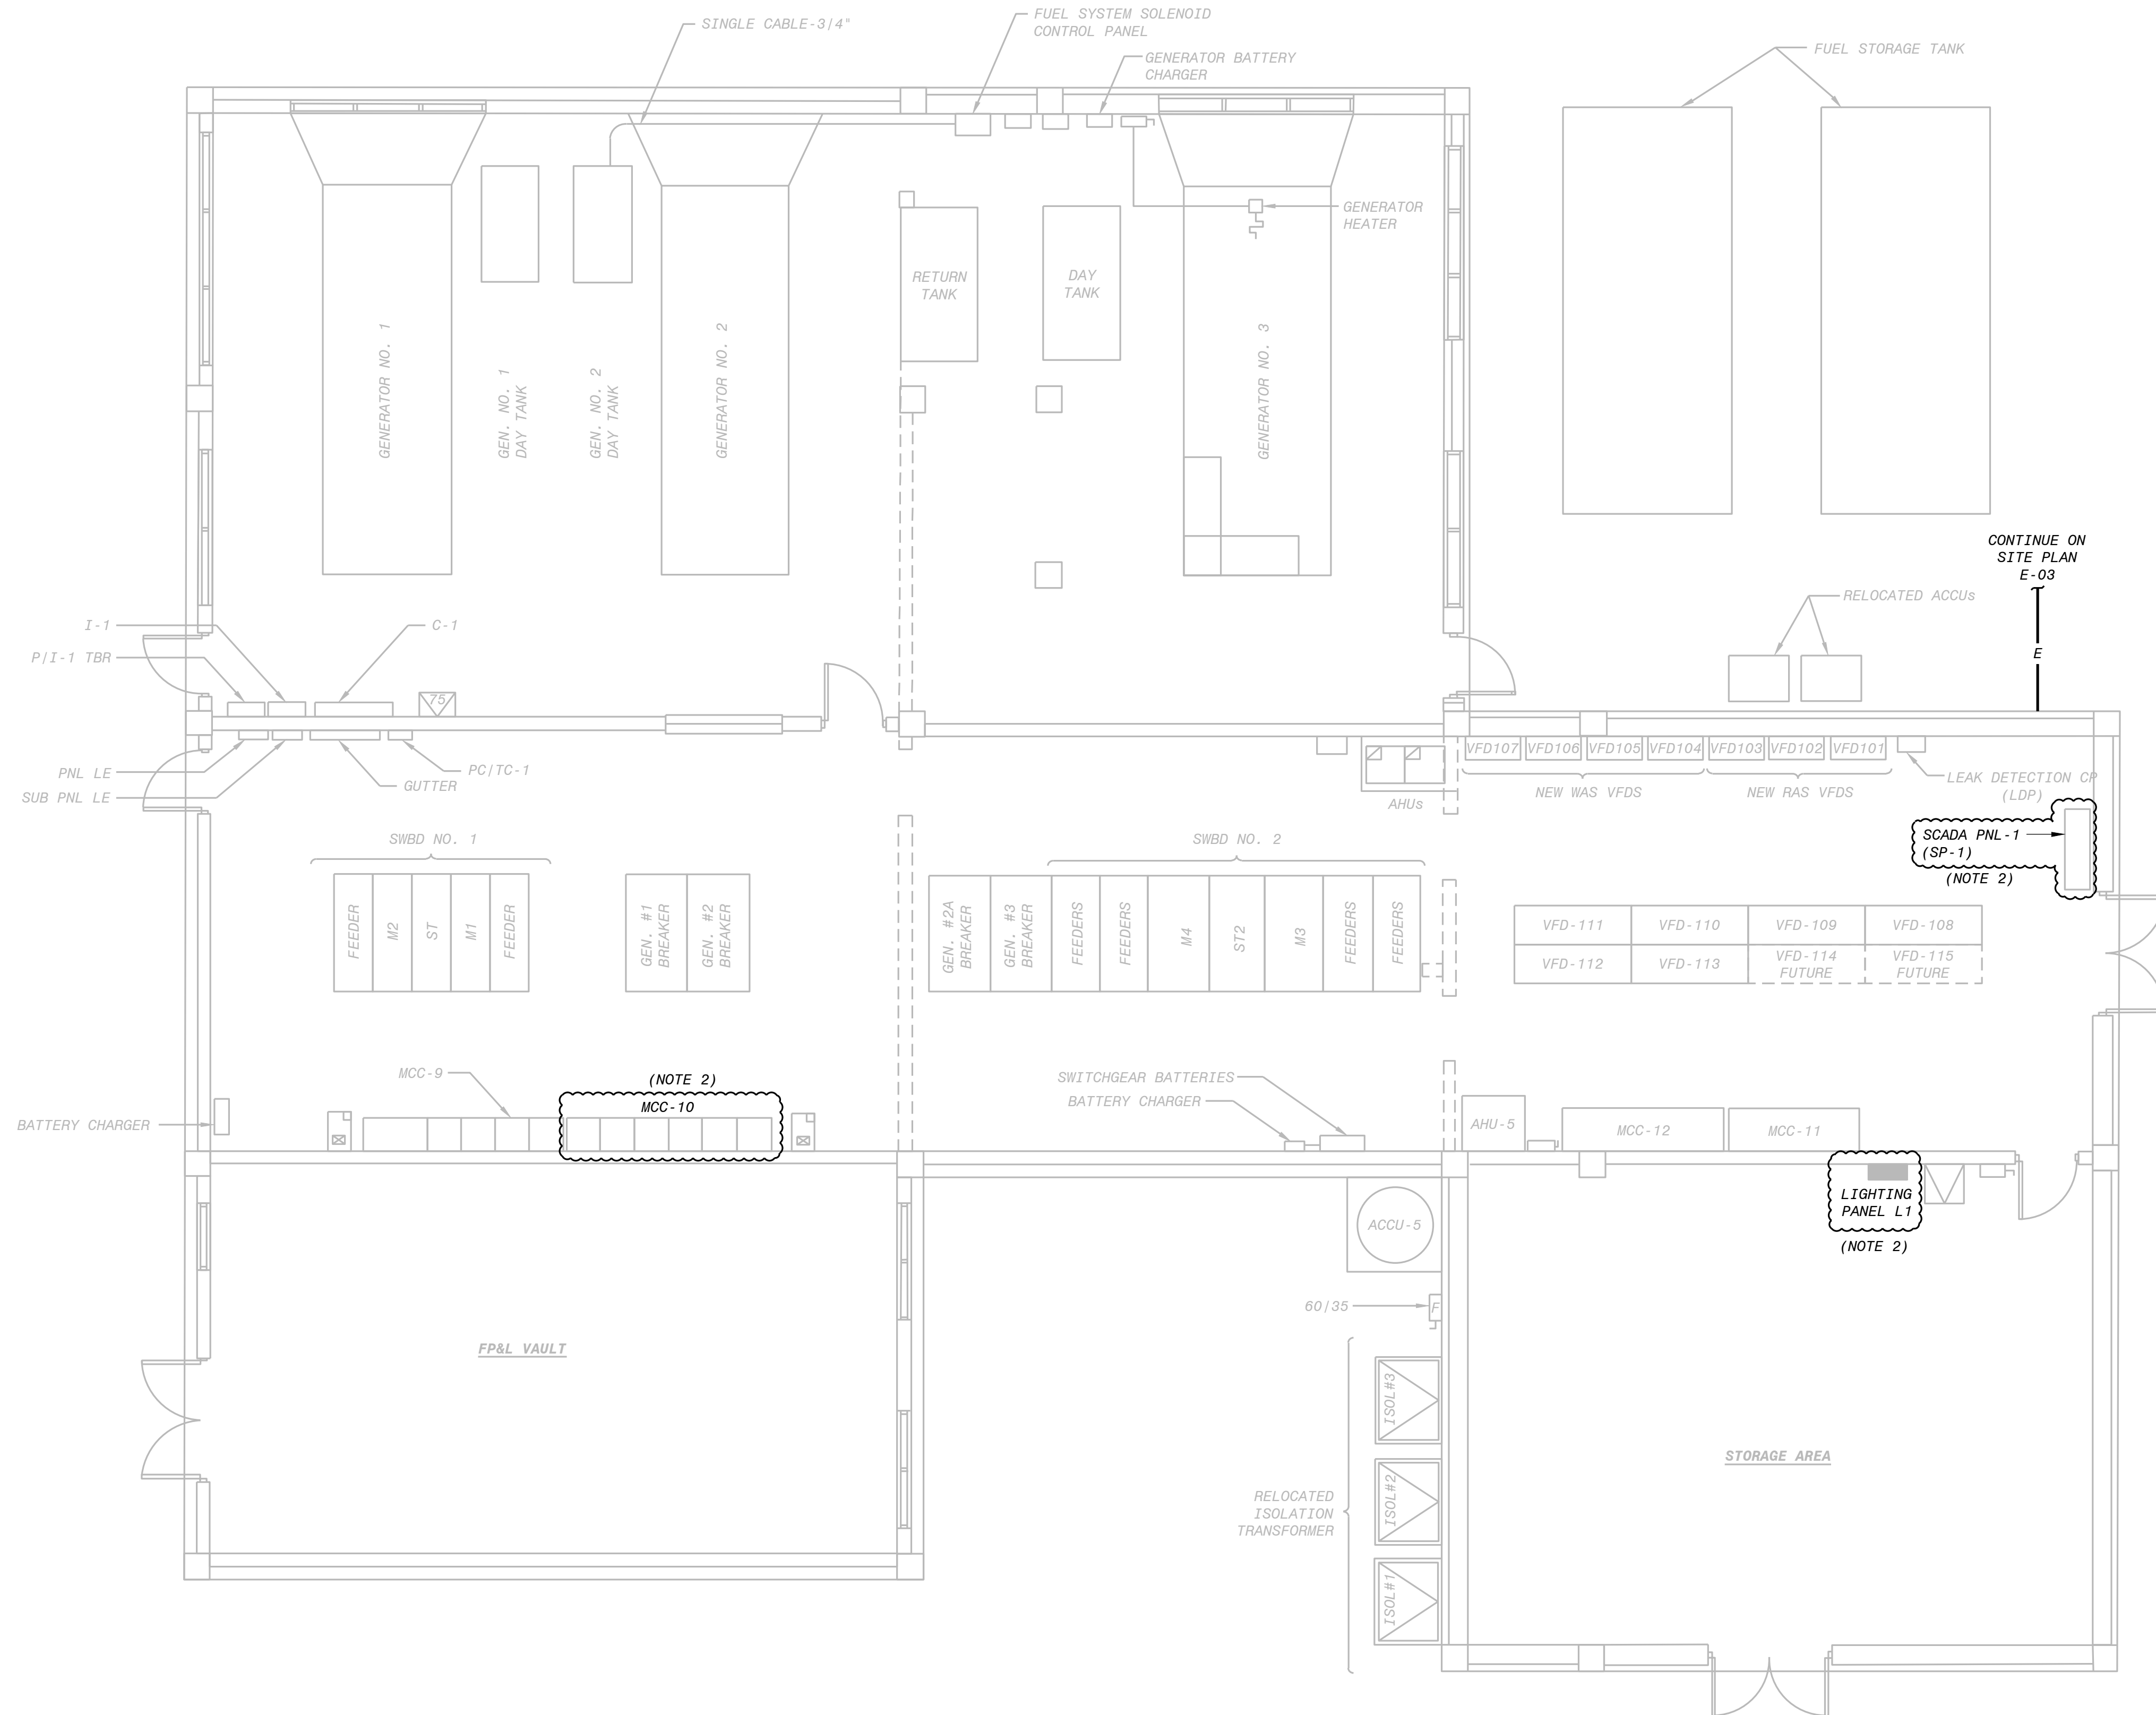 SINGLE CABLE-3/4"
FUEL SYSTEM SOLENOID
CONTROL PANEL
GENERATOR BATTERY
CHARGER
FUEL STORAGE TANK
GENERATOR
HEATER
RETURN
TANK
DAY
TANK
GENERATOR NO. 1
GEN. NO. 1
DAY TANK
GEN. NO. 2
DAY TANK
GENERATOR NO. 2
GENERATOR NO. 3
CONTINUE ON
SITE PLAN
E-03
E
RELOCATED ACCUs
I-1
C-1
P/I-1 TBR
75
PNL LE
SUB PNL LE
GUTTER
PC/TC-1
AHUs
VFD107
VFD106
VFD105
VFD104
VFD103
VFD102
VFD101
NEW WAS VFDS
NEW RAS VFDS
LEAK DETECTION CP
(LDP)
SCADA PNL-1
(SP-1)
(NOTE 2)
SWBD NO. 1
FEEDER
M2
ST
M1
FEEDER
GEN. #1
BREAKER
GEN. #2
BREAKER
SWBD NO. 2
GEN. #2A
BREAKER
GEN. #3
BREAKER
FEEDERS
FEEDERS
M4
ST2
M3
FEEDERS
FEEDERS
VFD-111
VFD-110
VFD-109
VFD-108
VFD-112
VFD-113
VFD-114
FUTURE
VFD-115
FUTURE
MCC-9
(NOTE 2)
MCC-10
SWITCHGEAR BATTERIES
BATTERY CHARGER
BATTERY CHARGER
AHU-5
MCC-12
MCC-11
LIGHTING
PANEL L1
(NOTE 2)
ACCU-5
60/35
F
FP&L VAULT
ISOL#3
ISOL#2
ISOL#1
RELOCATED
ISOLATION
TRANSFORMER
STORAGE AREA